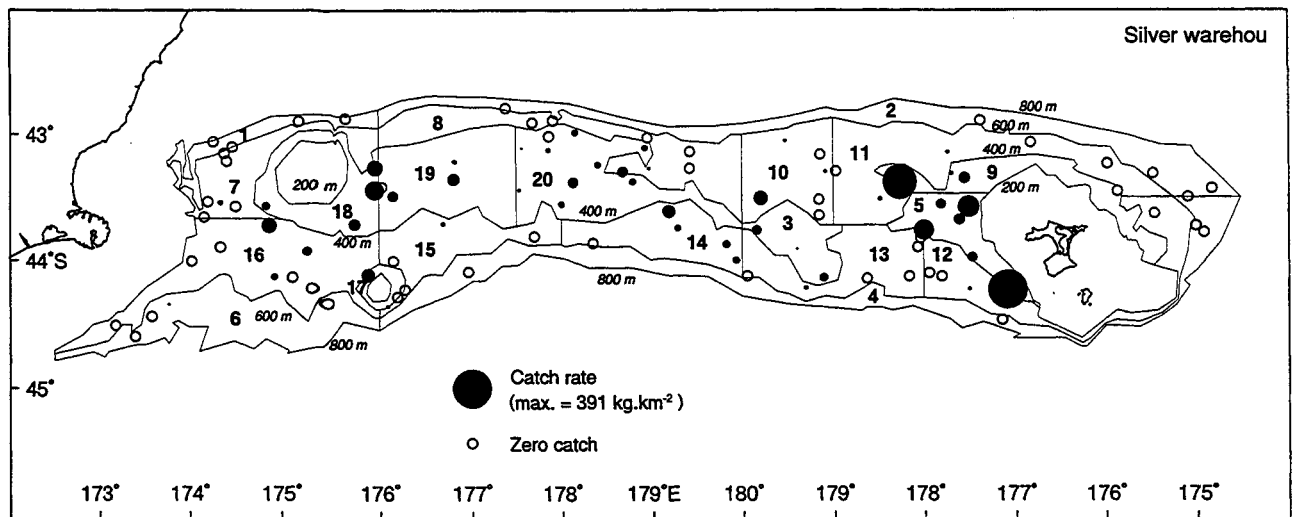 Silver warehou
800 m
2
600 m
43°
1
8
400 m
10
11
9
200 m
7
200 m
19
20
18
5
400 m
3
400 m
16
15
14
13
12
44°S
17
4
800 m
6
600 m
800 m
Catch rate
(max. = 391 kg.km⁻²)
45°
Zero catch
173° 174° 175° 176° 177° 178° 179°E 180° 179° 178° 177° 176° 175°